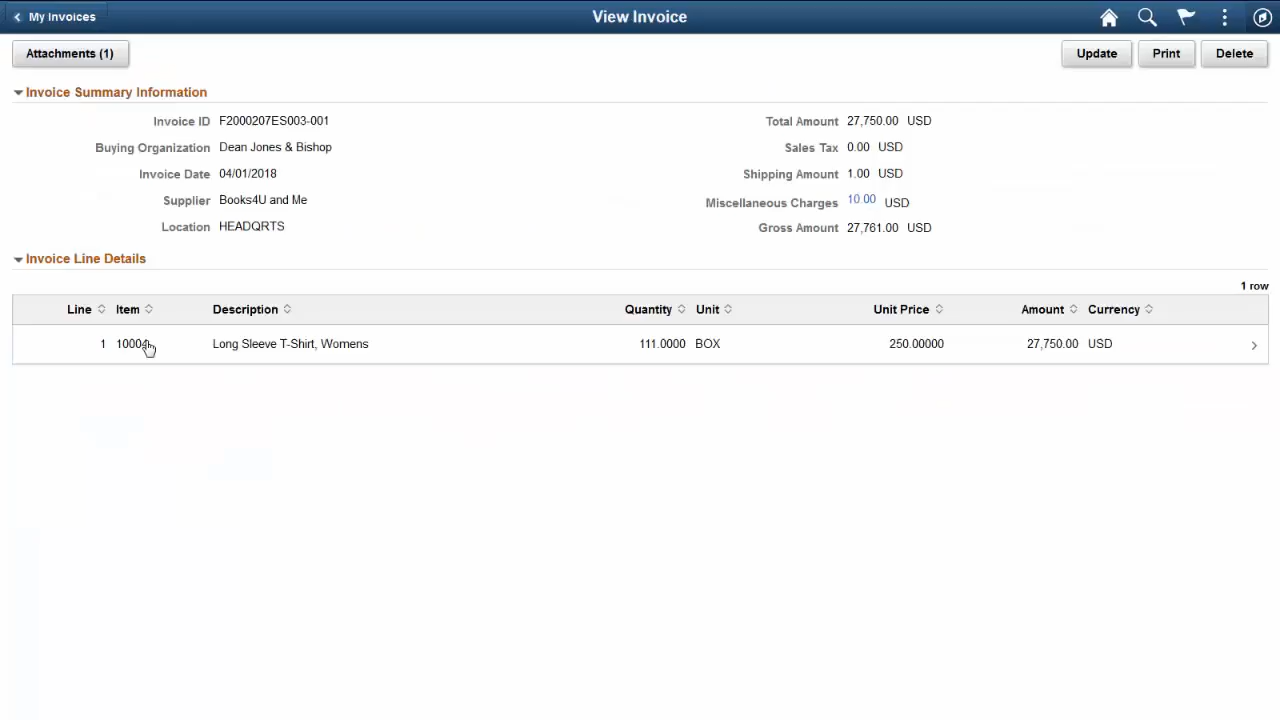 My Invoices
View Invoice
Attachments (1)
Update Print Delete
Invoice Summary Information
Invoice ID F2000207ES003-001
Total Amount 27,750.00 USD
Buying Organization Dean Jones & Bishop
Sales Tax 0.00 USD
Invoice Date 04/01/2018
Shipping Amount 1.00 USD
Supplier Books4U and Me
Miscellaneous Charges 10.00 USD
Location HEADQRTS
Gross Amount 27,761.00 USD
Invoice Line Details
1 row
Line Item Description Quantity Unit Unit Price Amount Currency
1 Long Sleeve T-Shirt, Womens 111.0000 BOX 250.00000 27,750.00 USD